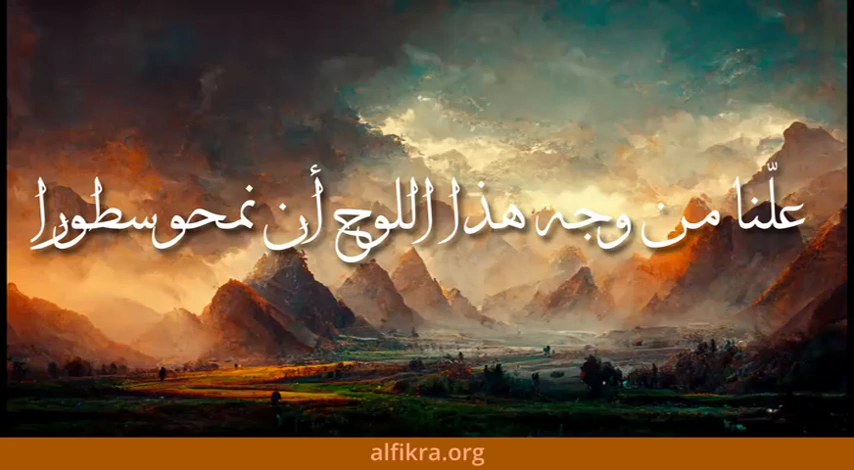 علّنا من وجه هذا اللوح أن نمحو سطورا
alfikra.org